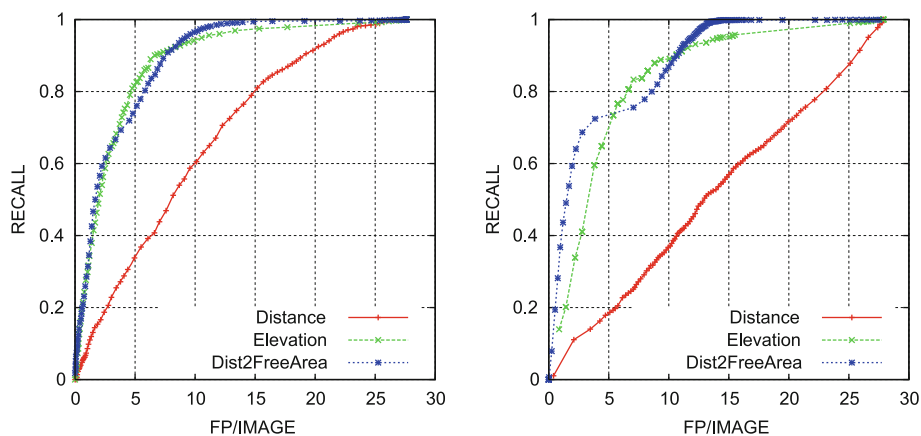 1
0.8
0.6
0.4
0.2
0
RECALL
0 5 10 15 20 25 30
FP/IMAGE
Distance
Elevation
Dist2FreeArea
1
0.8
0.6
0.4
0.2
0
RECALL
0 5 10 15 20 25 30
FP/IMAGE
Distance
Elevation
Dist2FreeArea